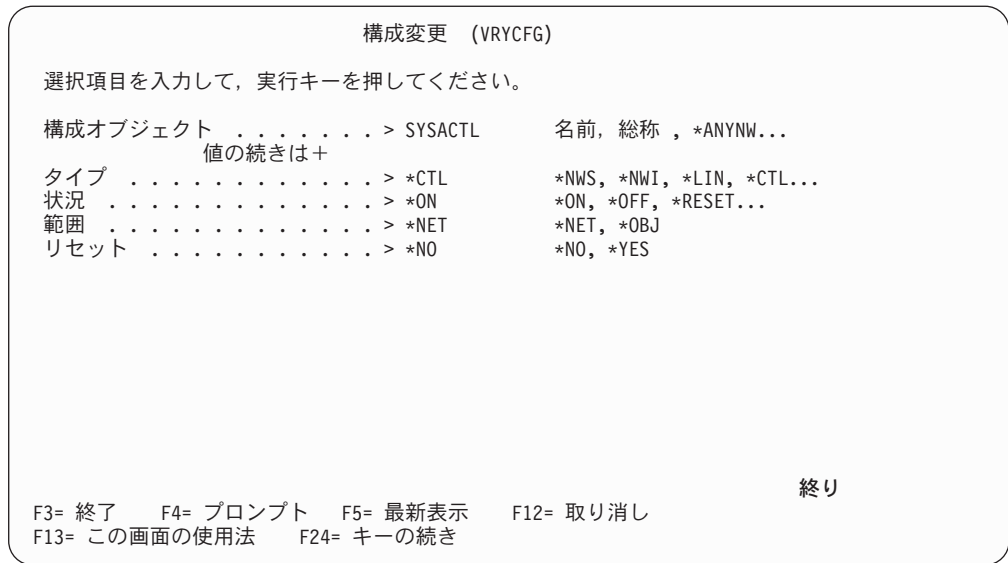 構成変更 (VRYCFG)
選択項目を入力して，実行キーを押してください。
構成オブジェクト . . . . . . . > SYSACTL 名前，総称 , *ANYNW...
値の続きは＋
タイプ . . . . . . . . . . . . . > *CTL *NWS, *NWI, *LIN, *CTL...
状況 . . . . . . . . . . . . . . > *ON *ON, *OFF, *RESET...
範囲 . . . . . . . . . . . . . . > *NET *NET, *OBJ
リセット . . . . . . . . . . . > *NO *NO, *YES
終り
F3= 終了 F4= プロンプト F5= 最新表示 F12= 取り消し
F13= この画面の使用法 F24= キーの続き